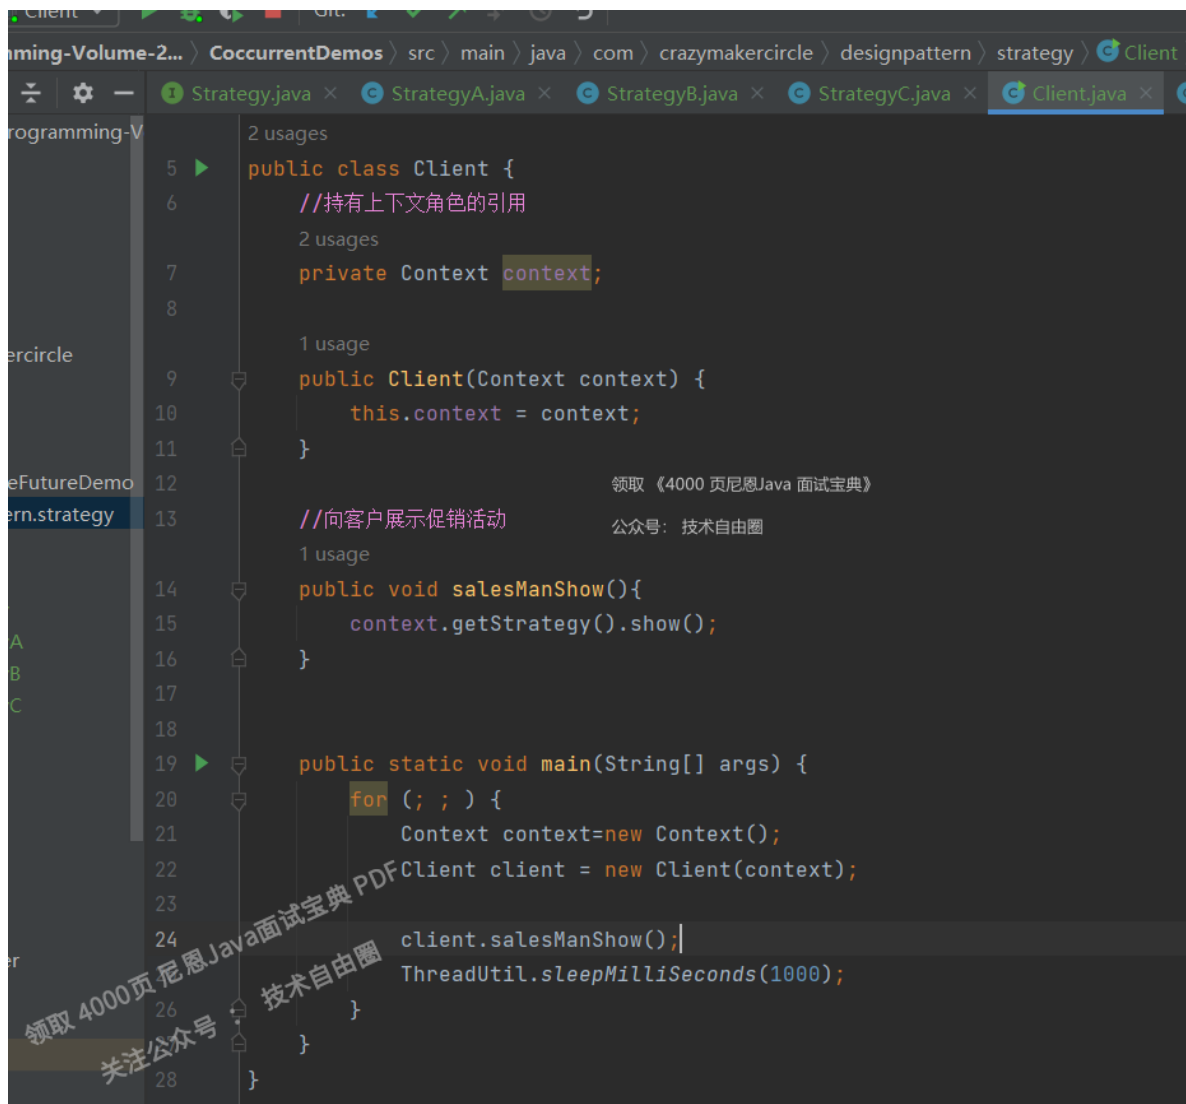 Client
Git:
mming-Volume-2... 〉 CoccurrentDemos 〉 src 〉 main 〉 java 〉 com 〉 crazymakercircle 〉 designpattern 〉 strategy 〉 Client
Strategy.java StrategyA.java StrategyB.java StrategyC.java Client.java
rogramming-V
ercircle
eFutureDemo
ern.strategy
A
B
C
er
2 usages
5 public class Client {
6 //持有上下文角色的引用
2 usages
7 private Context context;
8
1 usage
9 public Client(Context context) {
10 this.context = context;
11 }
12
领取 《4000 页尼恩Java 面试宝典》
13 //向客户展示促销活动
公众号： 技术自由圈
1 usage
14 public void salesManShow(){
15 context.getStrategy().show();
16 }
17
18
19 public static void main(String[] args) {
20 for (; ; ) {
21 Context context=new Context();
22 Client client = new Client(context);
23
24 client.salesManShow();
ThreadUtil.sleepMilliSeconds(1000);
26 }
}
28 }
领取 4000页尼恩Java面试宝典 PDF
关注公众号 ： 技术自由圈